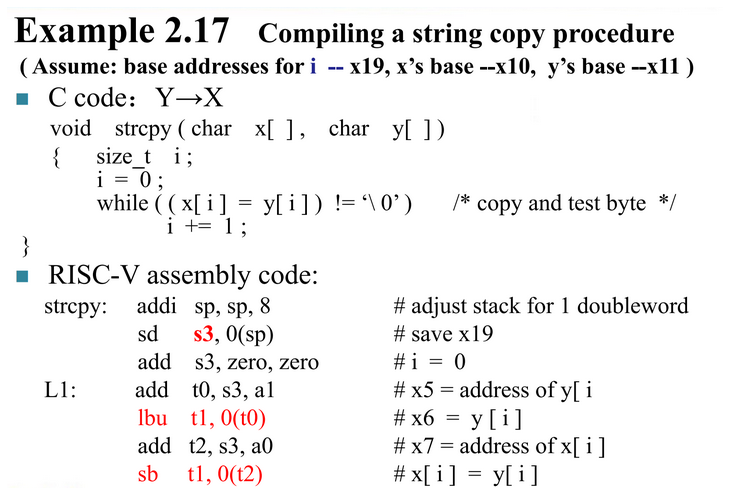 Example 2.17 Compiling a string copy procedure
( Assume: base addresses for i -- x19, x's base --x10, y's base --x11 )
■ C code： Y→X
void strcpy ( char x[ ] , char y[ ] )
{ size_t i ;
i = 0 ;
while ( ( x[ i ] = y[ i ] ) != ‘\ 0’ ) /* copy and test byte */
i += 1 ;
}
■ RISC-V assembly code:
strcpy: addi sp, sp, 8 # adjust stack for 1 doubleword
sd s3, 0(sp) # save x19
add s3, zero, zero # i = 0
L1: add t0, s3, a1 # x5 = address of y[ i
lbu t1, 0(t0) # x6 = y [ i ]
add t2, s3, a0 # x7 = address of x[ i ]
sb t1, 0(t2) # x[ i ] = y[ i ]